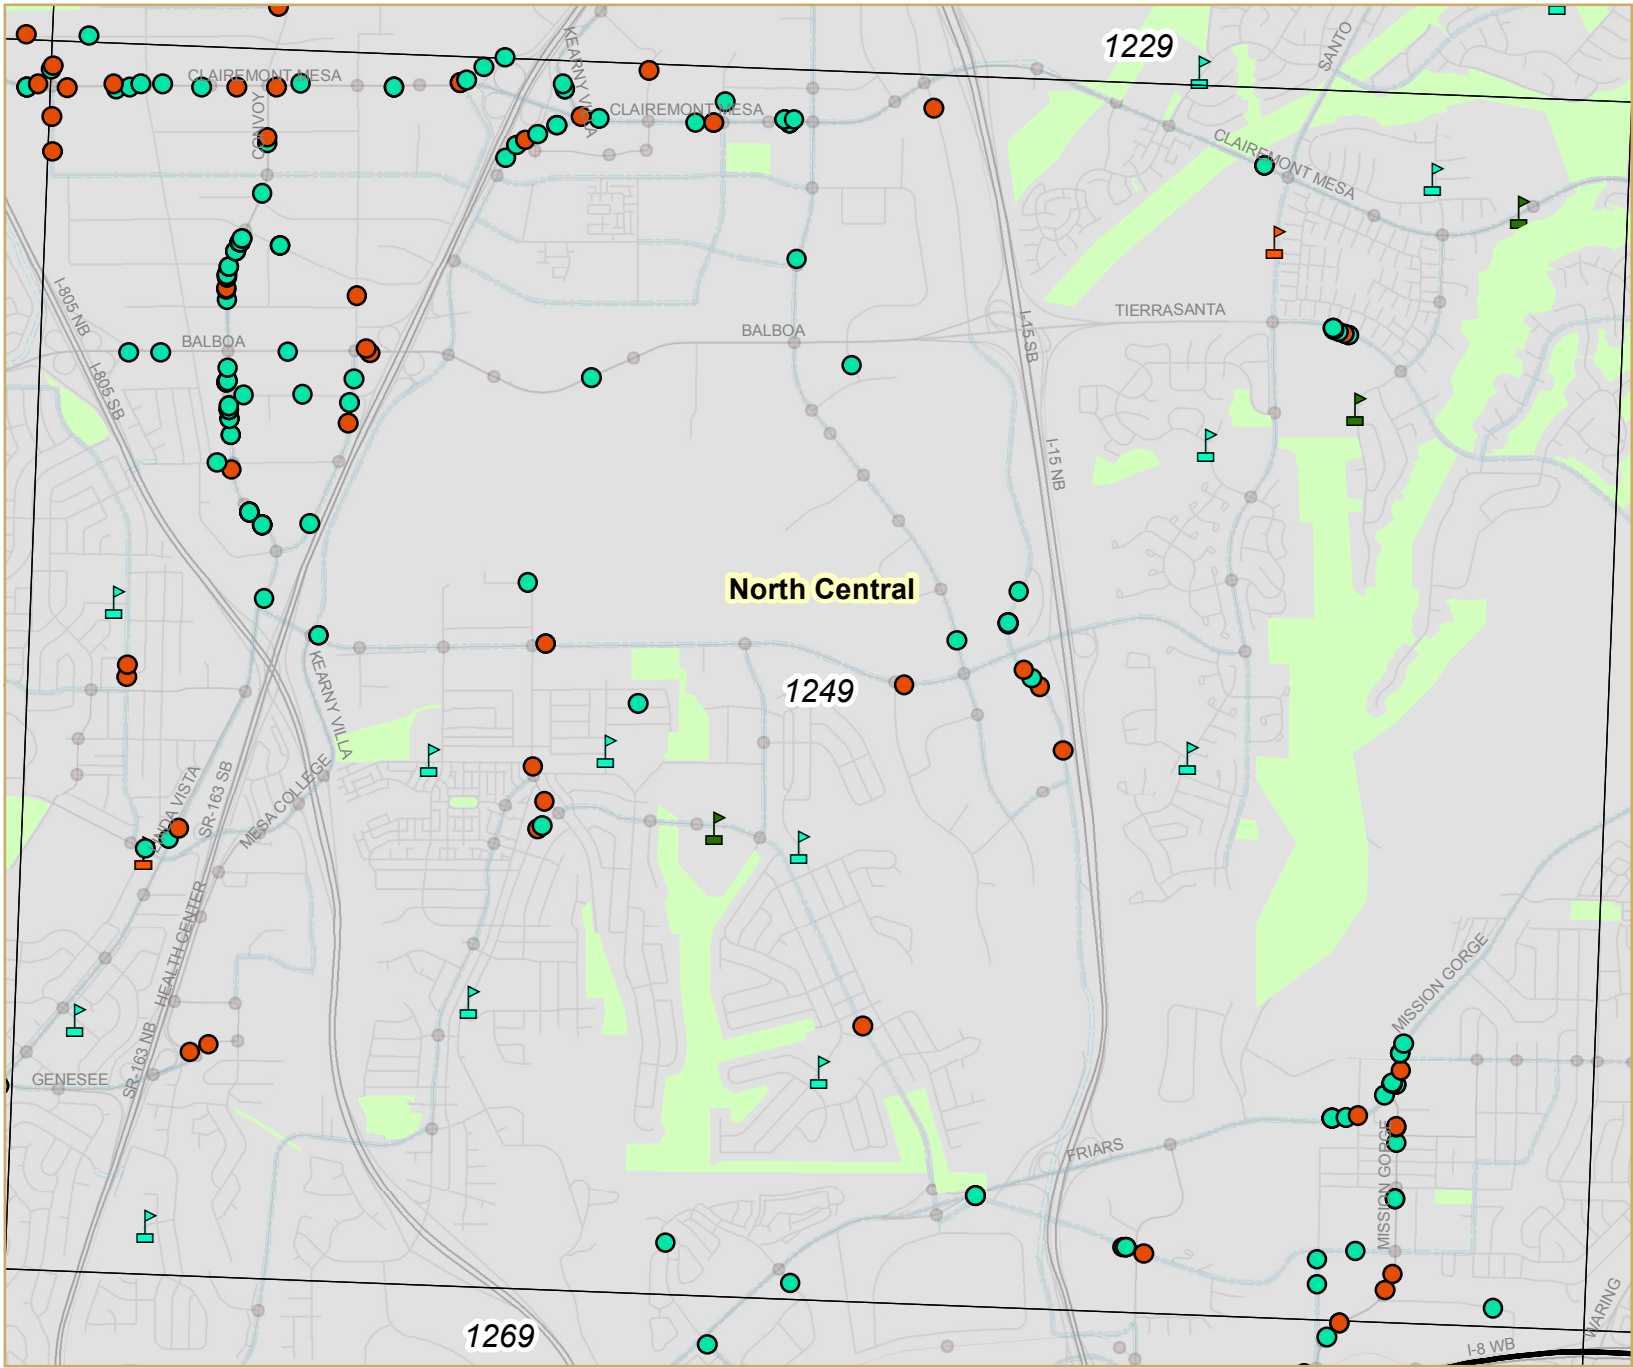 1229
SANTO
KEARNY VILLA
CLAIREMONT MESA
CLAIREMONT MESA
CONVOY
CLAIREMONT MESA
I-805 NB
I-15 SB
TIERRASANTA
BALBOA
BALBOA
I-805 SB
I-15 NB
North Central
KEARNY VILLA
1249
LINDA VISTA
SR-163 SB
MESA COLLEGE
HEALTH CENTER
MISSION GORGE
SR-163 NB
GENESEE
FRIARS
MISSION GORGE
WARING
1269
I-8 WB